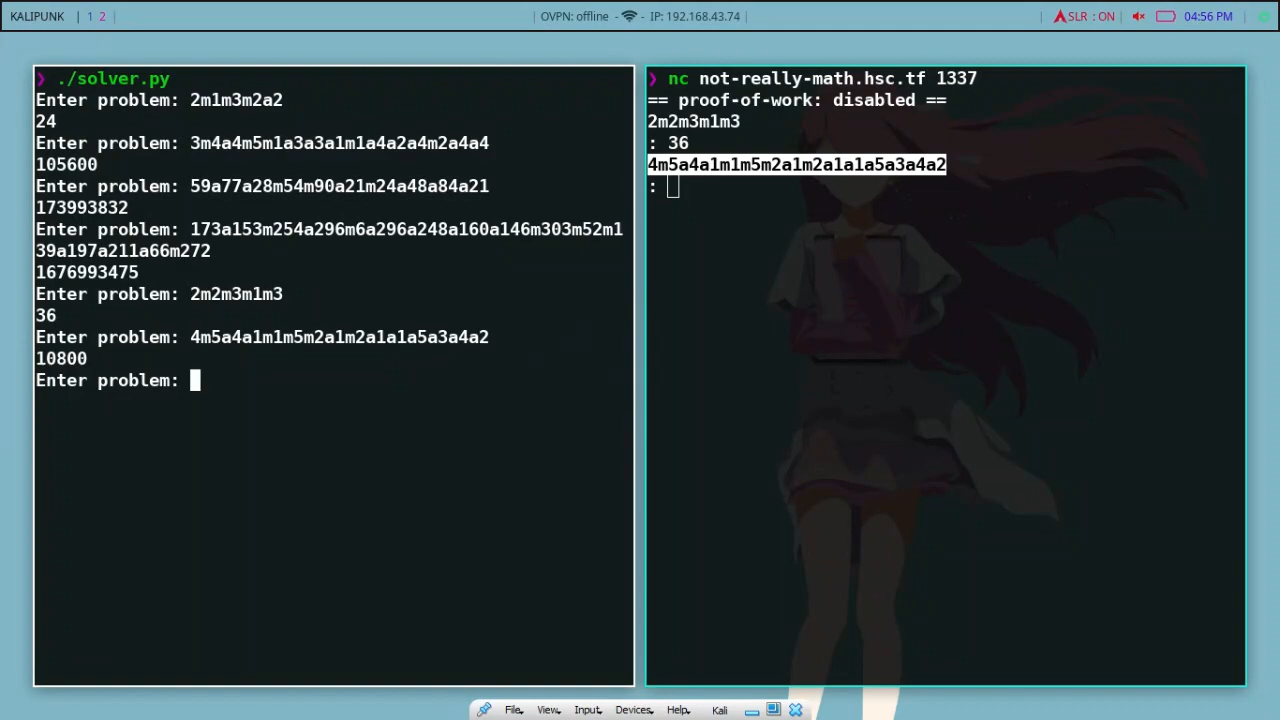 KALIPUNK | 1 2 | | OVPN: offline - - IP: 192.168.43.74 | | SLR : ON | 04:56 PM |
❯ ./solver.py
Enter problem: 2m1m3m2a2
24
Enter problem: 3m4a4m5m1a3a3a1m1a4a2a4m2a4a4
105600
Enter problem: 59a77a28m54m90a21m24a48a84a21
173993832
Enter problem: 173a153m254a296m6a296a248a160a146m303m52m1
39a197a211a66m272
1676993475
Enter problem: 2m2m3m1m3
36
Enter problem: 4m5a4a1m1m5m2a1m2a1a1a5a3a4a2
10800
Enter problem:
❯ nc not-really-math.hsc.tf 1337
== proof-of-work: disabled ==
2m2m3m1m3
: 36
4m5a4a1m1m5m2a1m2a1a1a5a3a4a2
:
File View Input Devices Help Kali